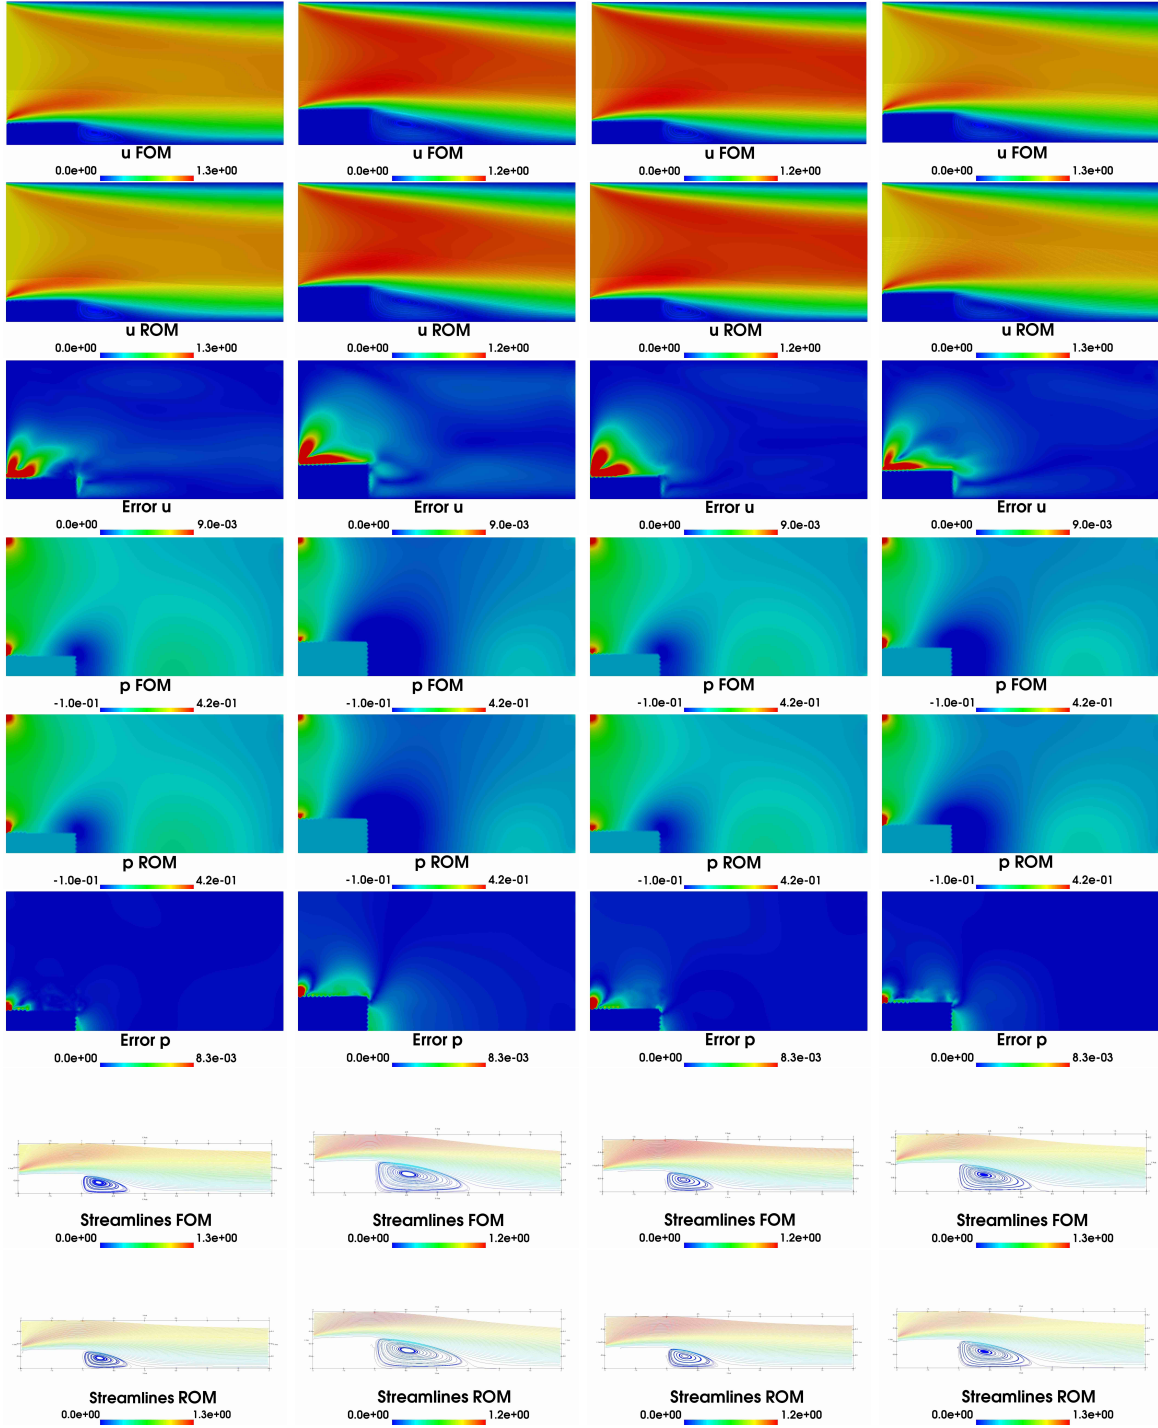 u FOM u FOM u FOM u FOM
0.0e+00 1.3e+00 0.0e+00 1.2e+00 0.0e+00 1.2e+00 0.0e+00 1.3e+00
u ROM u ROM u ROM u ROM
0.0e+00 1.3e+00 0.0e+00 1.2e+00 0.0e+00 1.2e+00 0.0e+00 1.3e+00
Error u Error u Error u Error u
0.0e+00 9.0e-03 0.0e+00 9.0e-03 0.0e+00 9.0e-03 0.0e+00 9.0e-03
p FOM p FOM p FOM p FOM
-1.0e-01 4.2e-01 -1.0e-01 4.2e-01 -1.0e-01 4.2e-01 -1.0e-01 4.2e-01
p ROM p ROM p ROM p ROM
-1.0e-01 4.2e-01 -1.0e-01 4.2e-01 -1.0e-01 4.2e-01 -1.0e-01 4.2e-01
Error p Error p Error p Error p
0.0e+00 8.3e-03 0.0e+00 8.3e-03 0.0e+00 8.3e-03 0.0e+00 8.3e-03
Streamlines FOM Streamlines FOM Streamlines FOM Streamlines FOM
0.0e+00 1.3e+00 0.0e+00 1.2e+00 0.0e+00 1.2e+00 0.0e+00 1.3e+00
Streamlines ROM Streamlines ROM Streamlines ROM Streamlines ROM
0.0e+00 1.3e+00 0.0e+00 1.2e+00 0.0e+00 1.2e+00 0.0e+00 1.3e+00